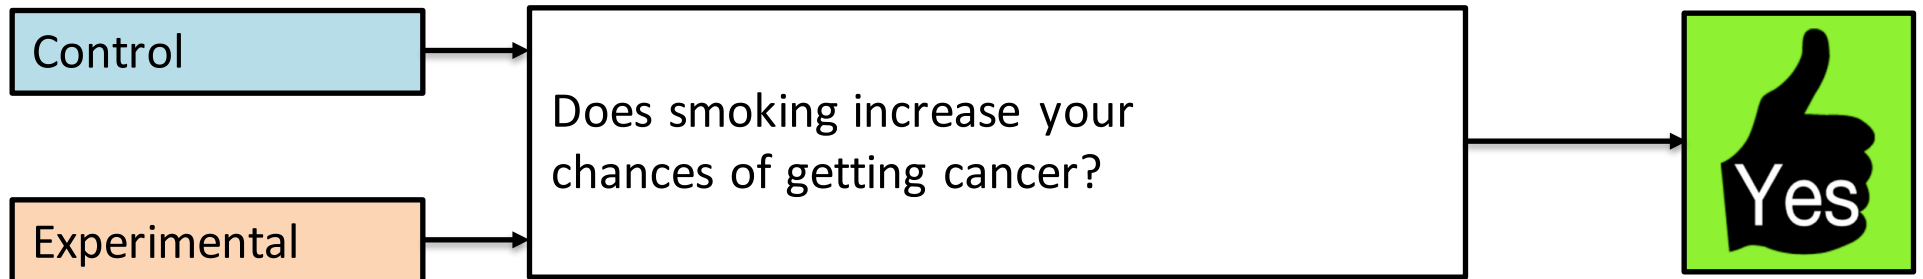 Control
Does smoking increase your
chances of getting cancer?
Yes
Experimental